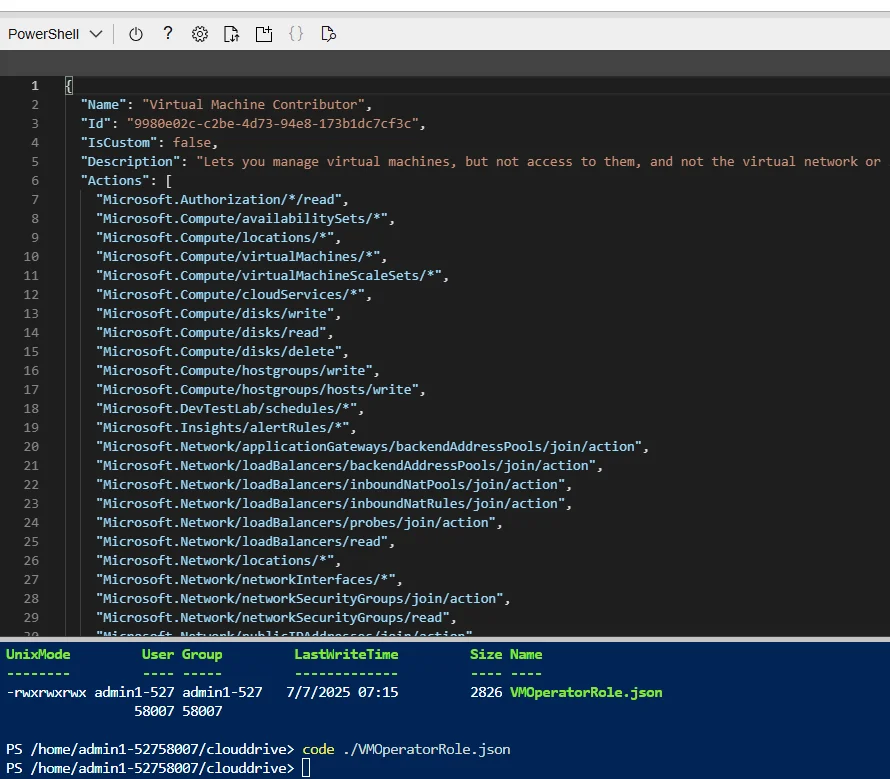 PowerShell
1 {
2 "Name": "Virtual Machine Contributor",
3 "Id": "9980e02c-c2be-4d73-94e8-173b1dc7cf3c",
4 "IsCustom": false,
5 "Description": "Lets you manage virtual machines, but not access to them, and not the virtual network or
6 "Actions": [
7 "Microsoft.Authorization/*/read",
8 "Microsoft.Compute/availabilitySets/*",
9 "Microsoft.Compute/locations/*",
10 "Microsoft.Compute/virtualMachines/*",
11 "Microsoft.Compute/virtualMachineScaleSets/*",
12 "Microsoft.Compute/cloudServices/*",
13 "Microsoft.Compute/disks/write",
14 "Microsoft.Compute/disks/read",
15 "Microsoft.Compute/disks/delete",
16 "Microsoft.Compute/hostgroups/write",
17 "Microsoft.Compute/hostgroups/hosts/write",
18 "Microsoft.DevTestLab/schedules/*",
19 "Microsoft.Insights/alertRules/*",
20 "Microsoft.Network/applicationGateways/backendAddressPools/join/action",
21 "Microsoft.Network/loadBalancers/backendAddressPools/join/action",
22 "Microsoft.Network/loadBalancers/inboundNatPools/join/action",
23 "Microsoft.Network/loadBalancers/inboundNatRules/join/action",
24 "Microsoft.Network/loadBalancers/probes/join/action",
25 "Microsoft.Network/loadBalancers/read",
26 "Microsoft.Network/locations/*",
27 "Microsoft.Network/networkInterfaces/*",
28 "Microsoft.Network/networkSecurityGroups/join/action",
29 "Microsoft.Network/networkSecurityGroups/read",
30 "Microsoft.Network/publicIPAddresses/join/action"
UnixMode User Group LastWriteTime Size Name
-------- ---- ----- ------------- ---- ----
-rwxrwxrwx admin1-527 admin1-527 7/7/2025 07:15 2826 VMOperatorRole.json
58007 58007
PS /home/admin1-52758007/clouddrive> code ./VMOperatorRole.json
PS /home/admin1-52758007/clouddrive>